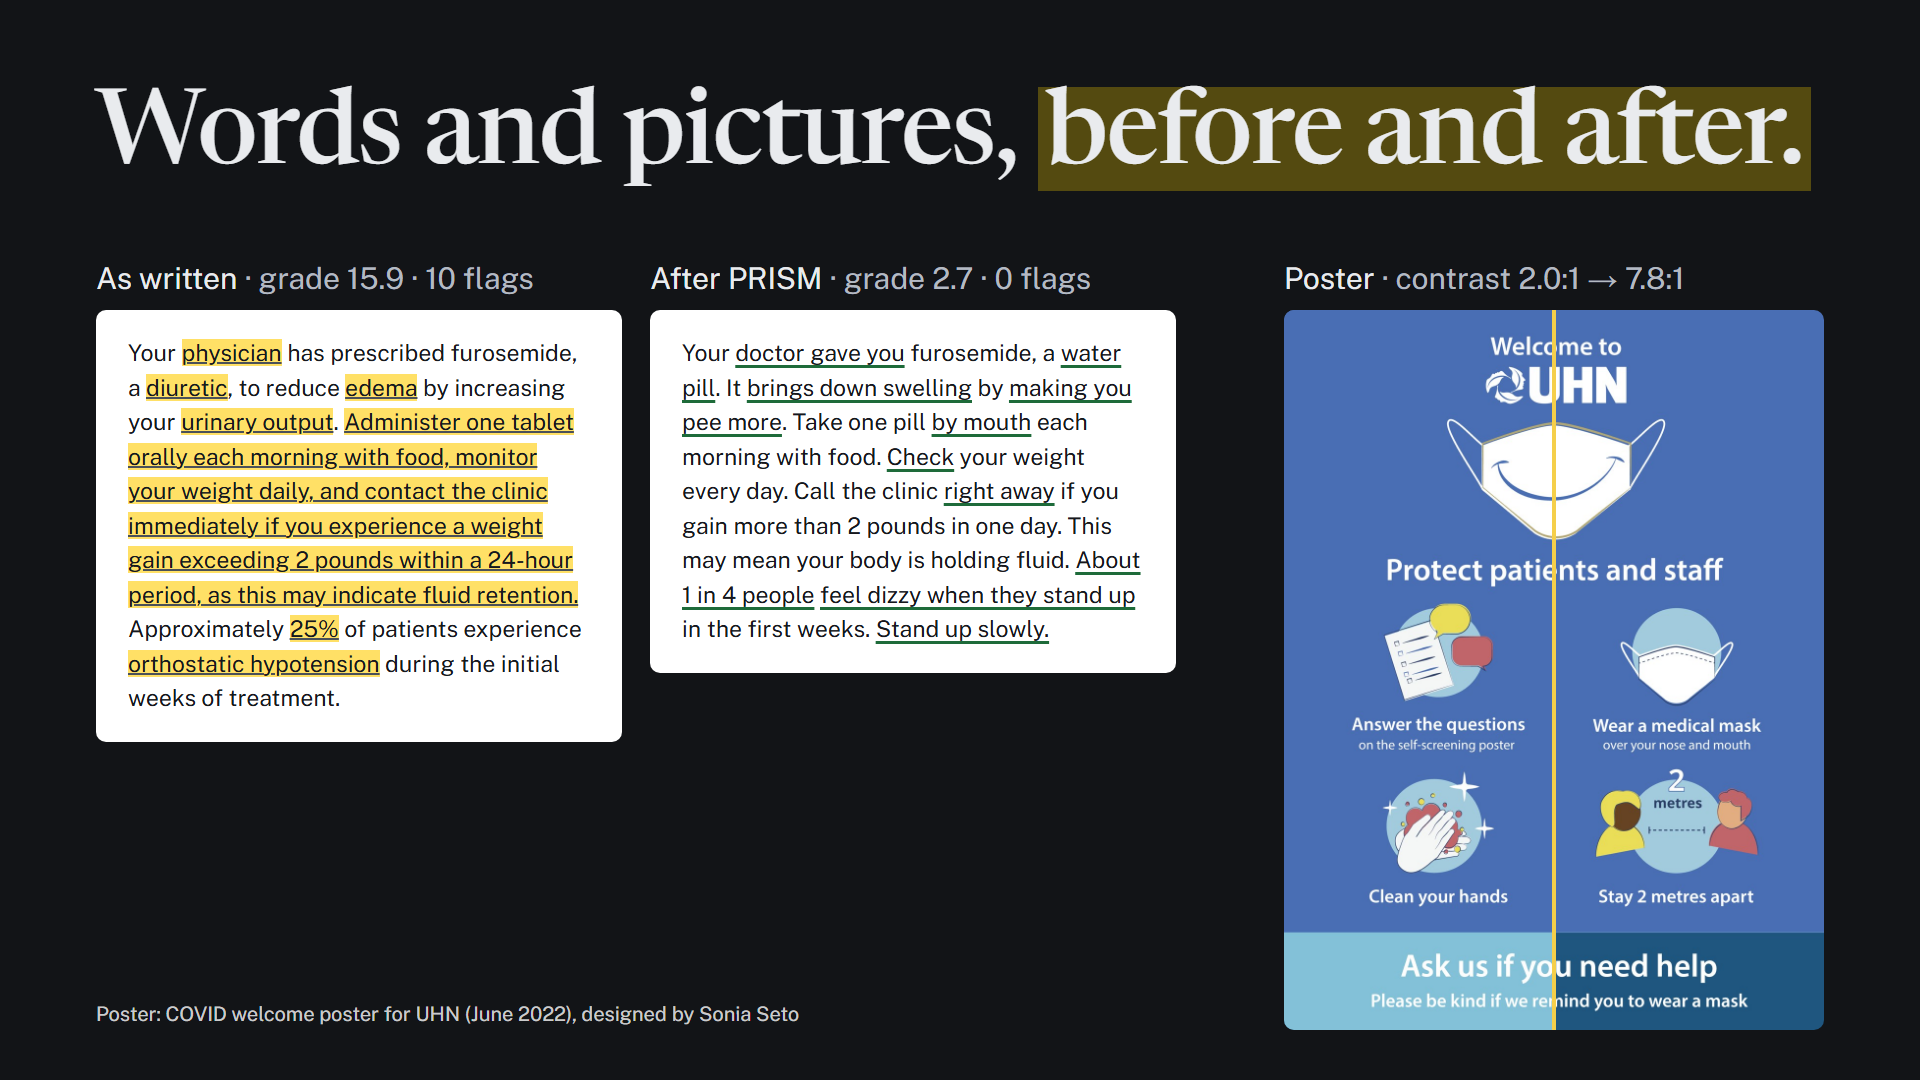 Words and pictures, before and after.
As written · grade 15.9 · 10 flags
Your physician has prescribed furosemide,
a diuretic, to reduce edema by increasing
your urinary output. Administer one tablet
orally each morning with food, monitor
your weight daily, and contact the clinic
immediately if you experience a weight
gain exceeding 2 pounds within a 24-hour
period, as this may indicate fluid retention.
Approximately 25% of patients experience
orthostatic hypotension during the initial
weeks of treatment.
After PRISM · grade 2.7 · 0 flags
Your doctor gave you furosemide, a water
pill. It brings down swelling by making you
pee more. Take one pill by mouth each
morning with food. Check your weight
every day. Call the clinic right away if you
gain more than 2 pounds in one day. This
may mean your body is holding fluid. About
1 in 4 people feel dizzy when they stand up
in the first weeks. Stand up slowly.
Poster · contrast 2.0:1 → 7.8:1
Welcome to
UHN
Protect patients and staff
Answer the questions
on the self-screening poster
Wear a medical mask
over your nose and mouth
Clean your hands
2
metres
Stay 2 metres apart
Ask us if you need help
Please be kind if we remind you to wear a mask
Poster: COVID welcome poster for UHN (June 2022), designed by Sonia Seto